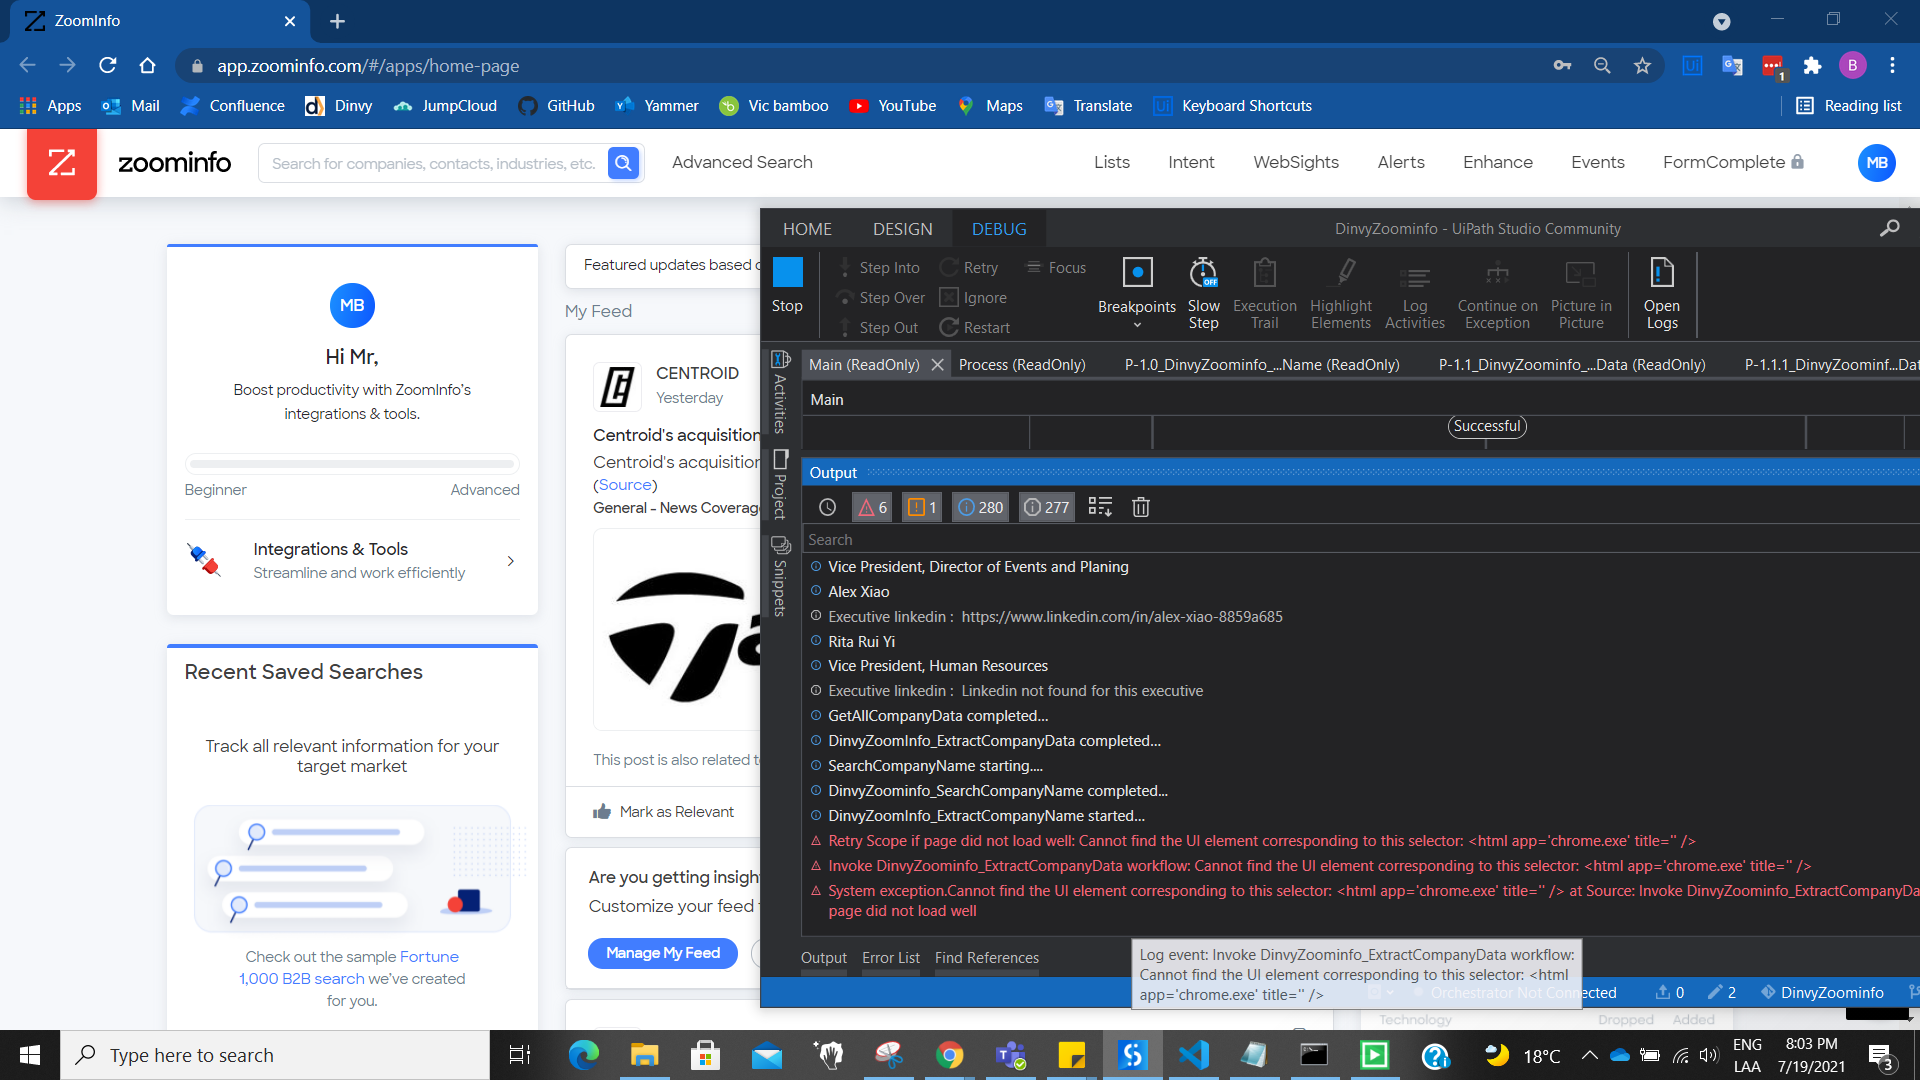 ZoomInfo
app.zoominfo.com/#/apps/home-page
1
B
Apps
Mail
Confluence
Dinvy
JumpCloud
GitHub
Yammer
Vic bamboo
YouTube
Maps
Translate
Keyboard Shortcuts
Reading list
zoominfo
Search for companies, contacts, industries, etc.
Advanced Search
Lists
Intent
WebSights
Alerts
Enhance
Events
FormComplete
MB
MB
Hi Mr,
Boost productivity with ZoomInfo's
integrations & tools.
Beginner
Advanced
Integrations & Tools
Streamline and work efficiently
Recent Saved Searches
Track all relevant information for your
target market
Check out the sample Fortune
1,000 B2B search we've created
for you.
Featured updates based
My Feed
CENTROID
Yesterday
Centroid's acquisition
Centroid's acquisition
(Source)
General - News Coverag
This post is also related t
Mark as Relevant
Are you getting insigh
Customize your feed
Manage My Feed
HOME
DESIGN
DEBUG
DinvyZoominfo - UiPath Studio Community
Stop
Step Into
Step Over
Step Out
Retry
Ignore
Restart
Focus
Breakpoints
Slow
Step
OFF
Execution
Trail
Highlight
Elements
Log
Activities
Continue on
Exception
Picture in
Picture
Open
Logs
Activities
Project
Snippets
Main (ReadOnly)
Process (ReadOnly)
P-1.0_DinvyZoominfo_...Name (ReadOnly)
P-1.1_DinvyZoominfo_...Data (ReadOnly)
P-1.1.1_DinvyZoominf...Dat
Main
Successful
Output
6
1
280
277
Search
Vice President, Director of Events and Planing
Alex Xiao
Executive linkedin : https://www.linkedin.com/in/alex-xiao-8859a685
Rita Rui Yi
Vice President, Human Resources
Executive linkedin : Linkedin not found for this executive
GetAllCompanyData completed...
DinvyZoomInfo_ExtractCompanyData completed...
SearchCompanyName starting....
DinvyZoominfo_SearchCompanyName completed...
DinvyZoominfo_ExtractCompanyName started...
Retry Scope if page did not load well: Cannot find the UI element corresponding to this selector: <html app='chrome.exe' title='' />
Invoke DinvyZoominfo_ExtractCompanyData workflow: Cannot find the UI element corresponding to this selector: <html app='chrome.exe' title='' />
System exception.Cannot find the UI element corresponding to this selector: <html app='chrome.exe' title='' /> at Source: Invoke DinvyZoominfo_ExtractCompanyDa
page did not load well
Output
Error List
Find References
Log event: Invoke DinvyZoominfo_ExtractCompanyData workflow:
Cannot find the UI element corresponding to this selector: <html
app='chrome.exe' title='' />
Orchestrator Not Connected
0
2
DinvyZoominfo
Technology
Dropped
Added
Type here to search
18°C
ENG
LAA
8:03 PM
7/19/2021
3